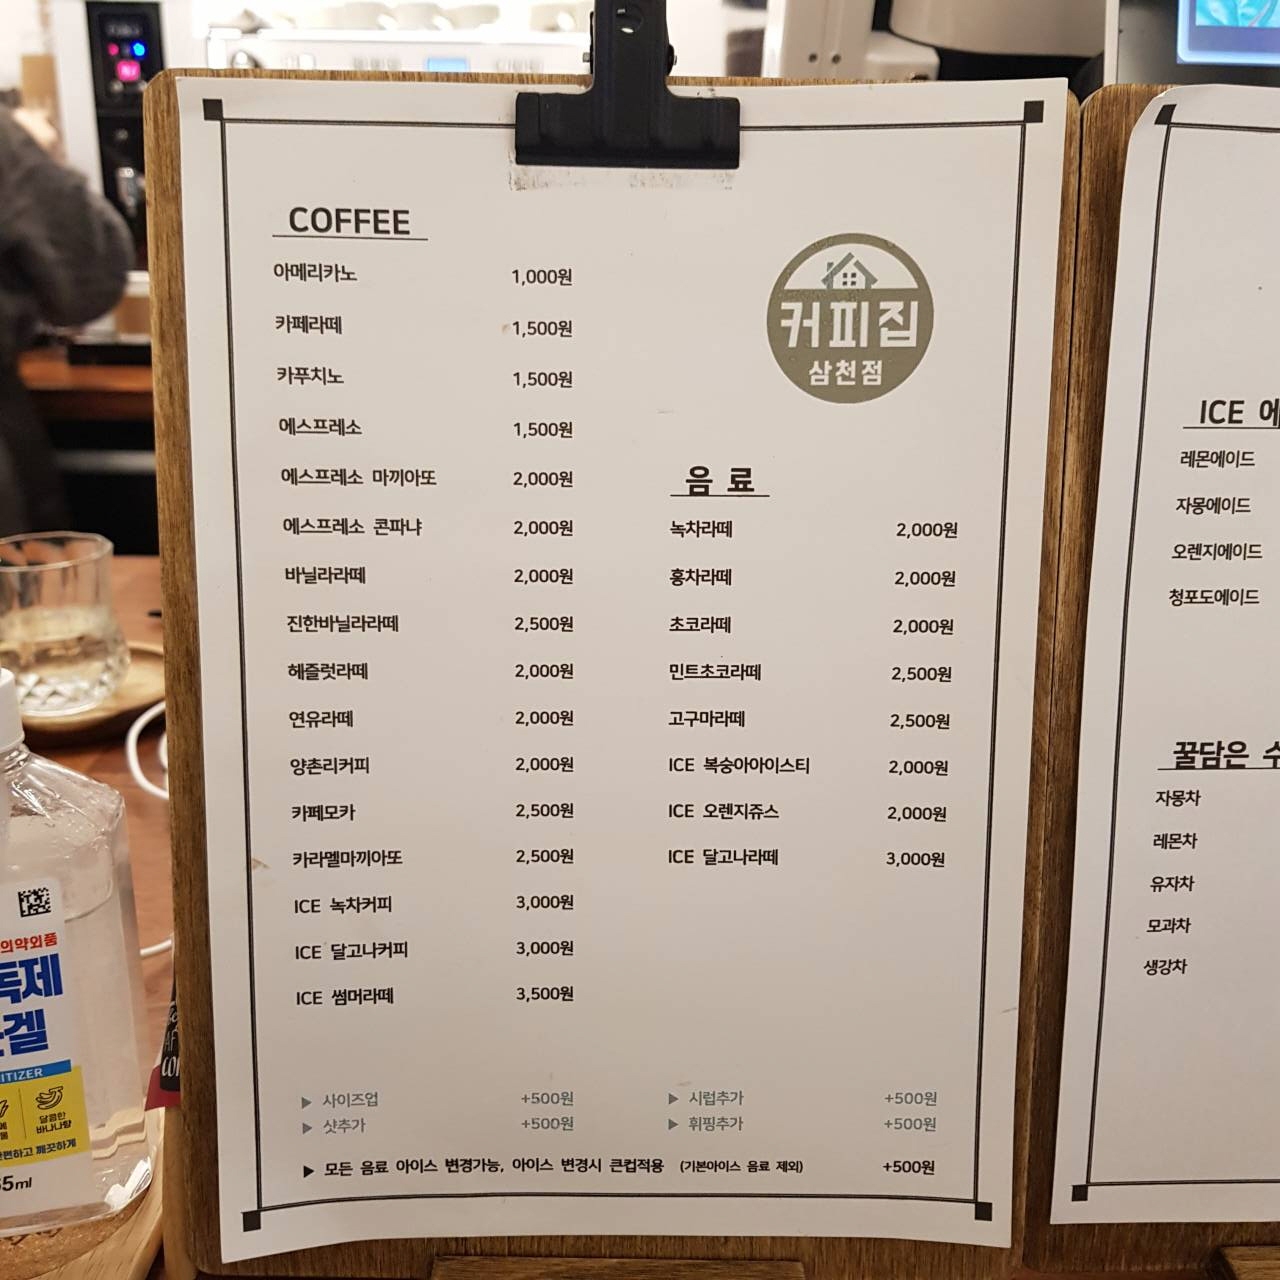 COFFEE
아메리카노 1,000원
카페라떼 1,500원
카푸치노 1,500원
에스프레소 1,500원
에스프레소 마끼아또 2,000원
에스프레소 콘파냐 2,000원
바닐라라떼 2,000원
진한바닐라라떼 2,500원
헤즐럿라떼 2,000원
연유라떼 2,000원
양촌리커피 2,000원
카페모카 2,500원
카라멜마끼아또 2,500원
ICE 녹차커피 3,000원
ICE 달고나커피 3,000원
ICE 썸머라떼 3,500원
커피집
삼천점
음료
녹차라떼 2,000원
홍차라떼 2,000원
초코라떼 2,000원
민트초코라떼 2,500원
고구마라떼 2,500원
ICE 복숭아아이스티 2,000원
ICE 오렌지쥬스 2,000원
ICE 달고나라떼 3,000원
▶ 사이즈업 +500원
▶ 샷추가 +500원
▶ 시럽추가 +500원
▶ 휘핑추가 +500원
▶ 모든 음료 아이스 변경가능, 아이스 변경시 큰컵적용 (기본아이스 음료 제외) +500원
ICE 에
레몬에이드
자몽에이드
오렌지에이드
청포도에이드
꿀담은 수
자몽차
레몬차
유자차
모과차
생강차
의약외품
독제
겔
ITIZER
달콤한
바나나향
편하고 깨끗하게
65ml